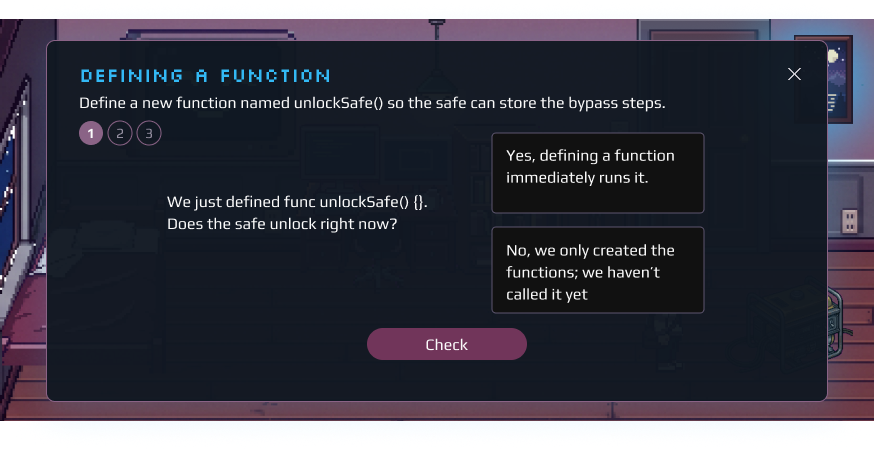 DEFINING A FUNCTION
Define a new function named unlockSafe() so the safe can store the bypass steps.
1 2 3
We just defined func unlockSafe() {}.
Does the safe unlock right now?
Yes, defining a function
immediately runs it.
No, we only created the
functions; we haven't
called it yet
Check